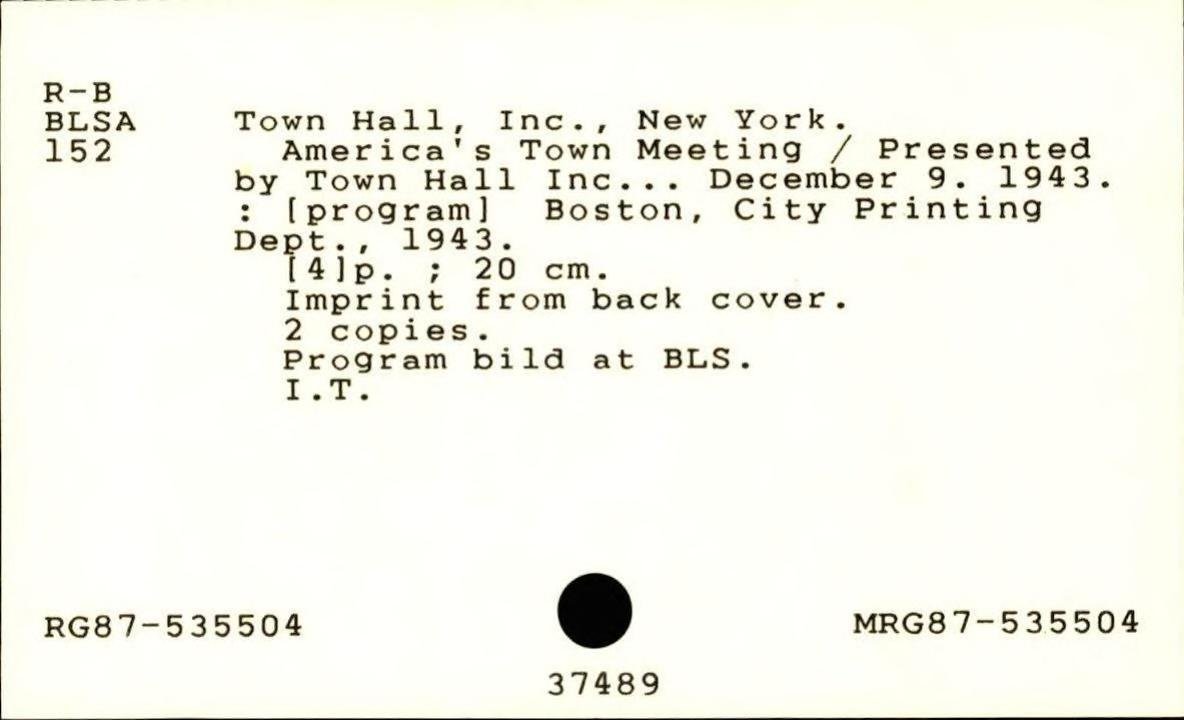 R-B
BLSA Town Hall, Inc., New York.
152 America's Town Meeting / Presented
by Town Hall Inc... December 9. 1943.
: [program] Boston, City Printing
Dept., 1943.
[4]p. ; 20 cm.
Imprint from back cover.
2 copies.
Program bild at BLS.
I.T.
RG87-535504 MRG87-535504
37489